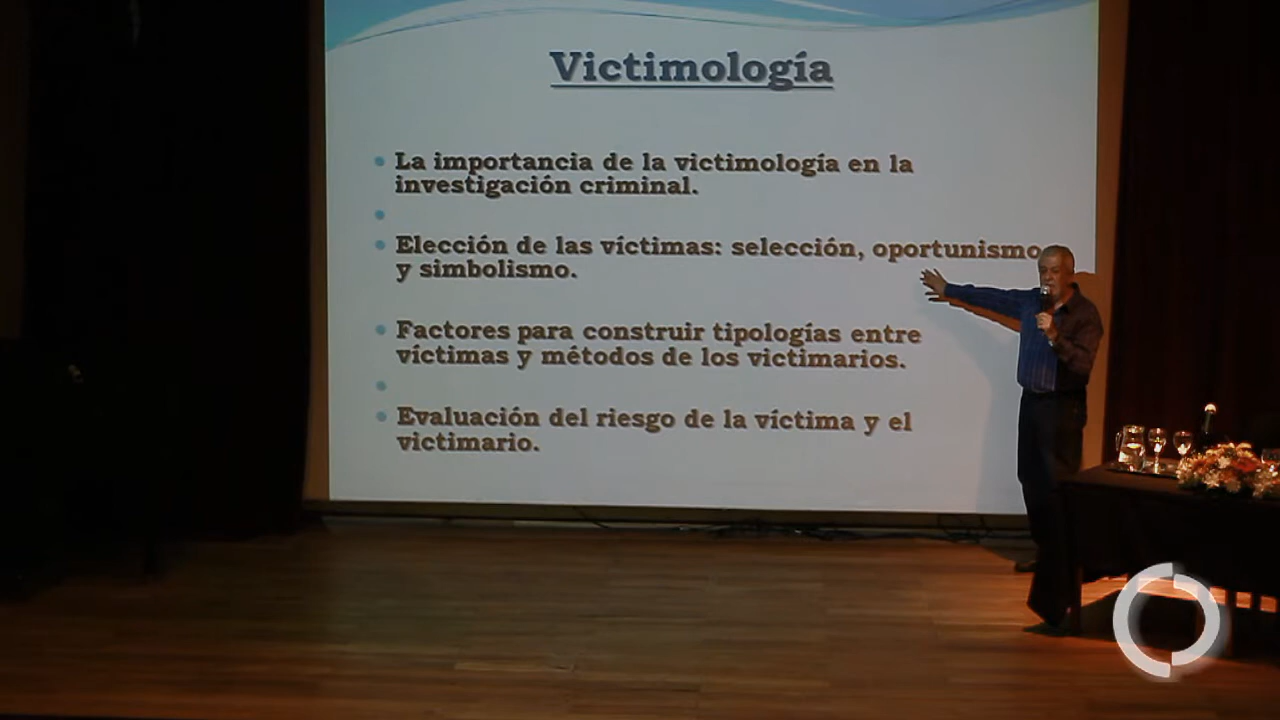 Victimología
La importancia de la victimología en la
investigación criminal.
Elección de las víctimas: selección, oportunismo
y simbolismo.
Factores para construir tipologías entre
víctimas y métodos de los victimarios.
Evaluación del riesgo de la víctima y el
victimario.